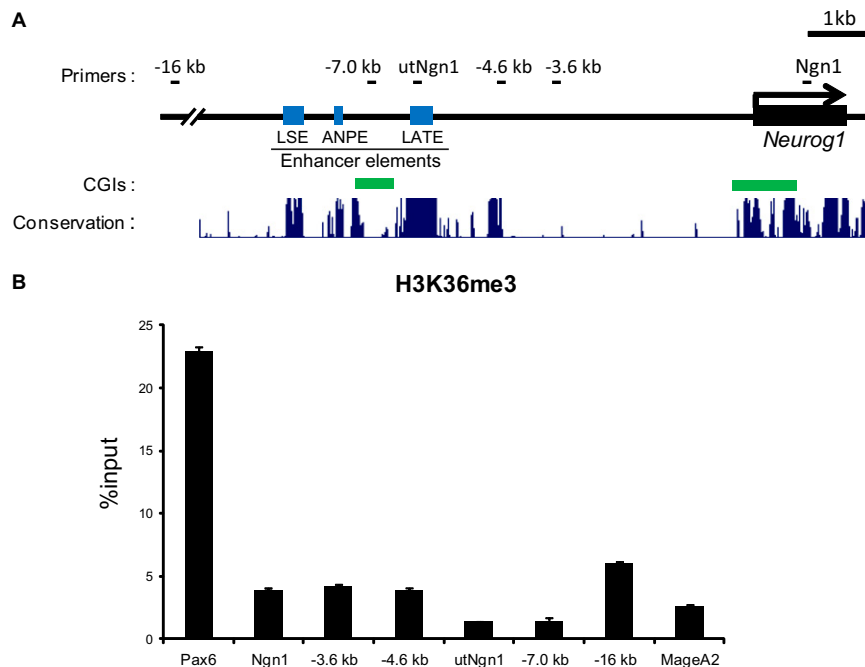 A
1kb
Primers :
-16 kb
-7.0 kb
utNgn1
-4.6 kb
-3.6 kb
Ngn1
LSE
ANPE
LATE
Neurog1
Enhancer elements
CGIs :
Conservation :
B
H3K36me3
%input
25
20
15
10
5
0
Pax6
Ngn1
-3.6 kb
-4.6 kb
utNgn1
-7.0 kb
-16 kb
MageA2